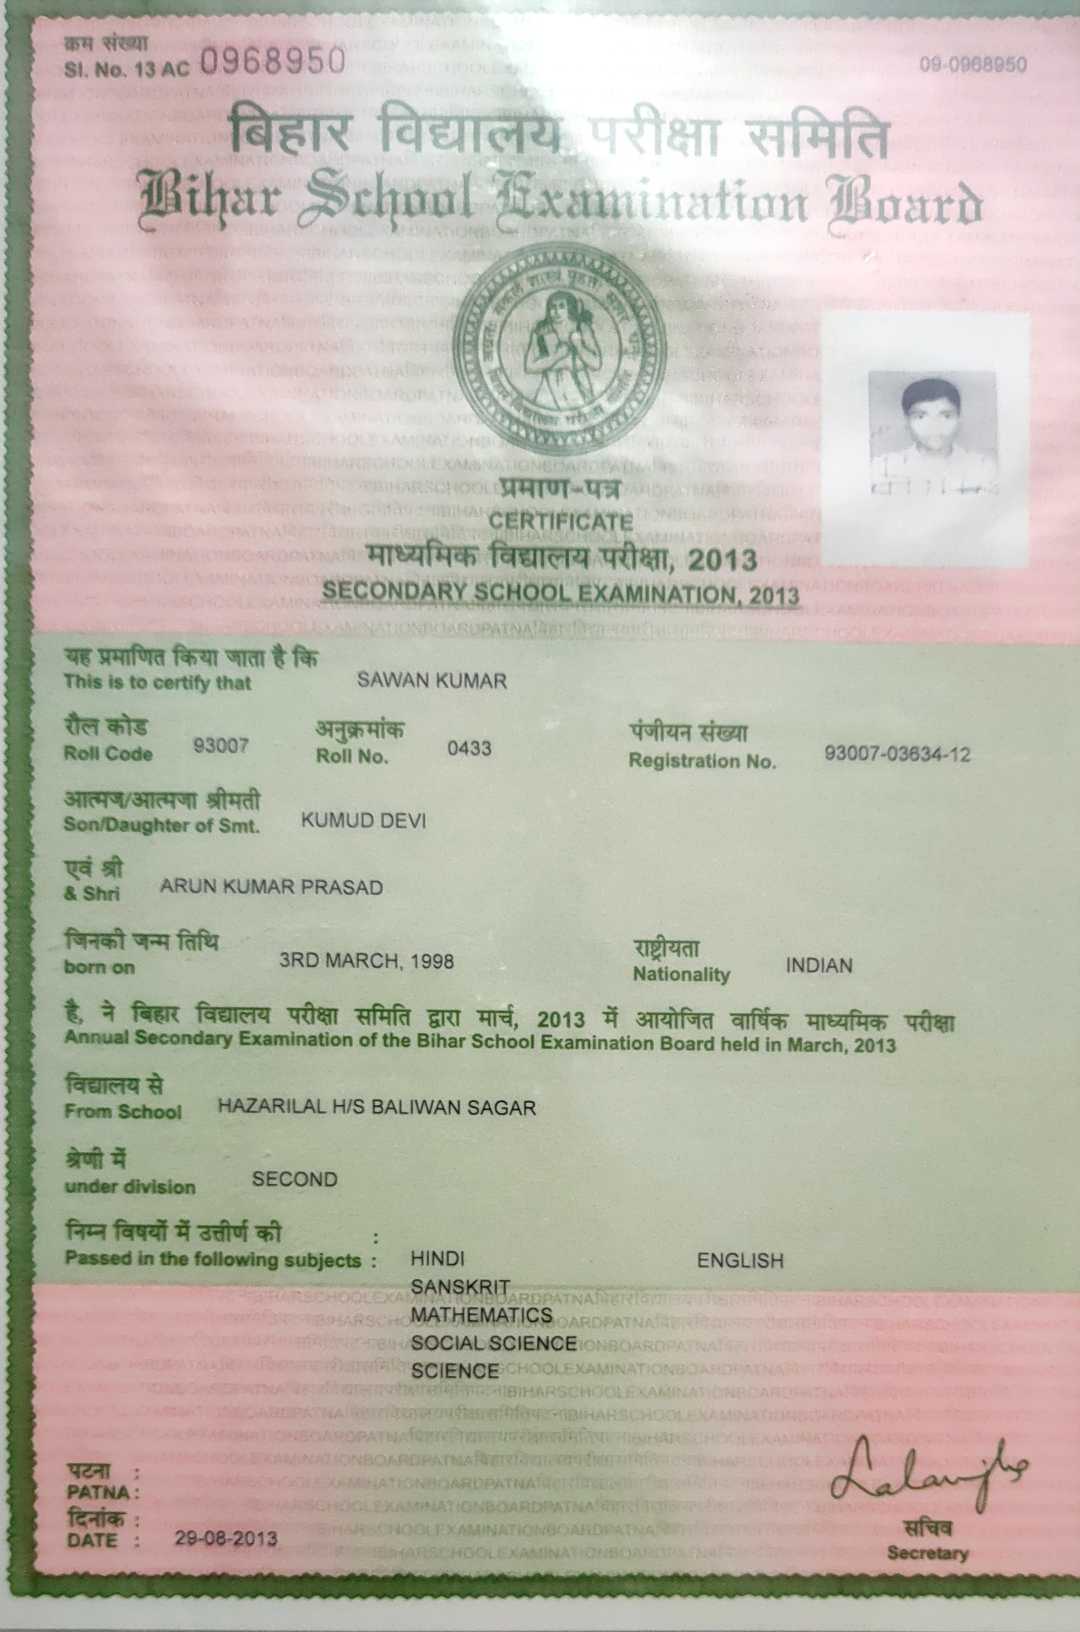 क्रम संख्या
Sl. No. 13 AC 0968950
09-0968950
बिहार विद्यालय परीक्षा समिति
Bihar School Examination Board
प्रमाण-पत्र
CERTIFICATE
माध्यमिक विद्यालय परीक्षा, 2013
SECONDARY SCHOOL EXAMINATION, 2013
यह प्रमाणित किया जाता है कि
This is to certify that SAWAN KUMAR
रौल कोड अनुक्रमांक पंजीयन संख्या
Roll Code 93007 Roll No. 0433 Registration No. 93007-03634-12
आत्मज/आत्मजा श्रीमती
Son/Daughter of Smt. KUMUD DEVI
एवं श्री
& Shri ARUN KUMAR PRASAD
जिनकी जन्म तिथि राष्ट्रीयता
born on 3RD MARCH, 1998 Nationality INDIAN
है, ने बिहार विद्यालय परीक्षा समिति द्वारा मार्च, 2013 में आयोजित वार्षिक माध्यमिक परीक्षा
Annual Secondary Examination of the Bihar School Examination Board held in March, 2013
विद्यालय से
From School HAZARILAL H/S BALIWAN SAGAR
श्रेणी में
under division SECOND
निम्न विषयों में उत्तीर्ण की :
Passed in the following subjects : HINDI ENGLISH
SANSKRIT
MATHEMATICS
SOCIAL SCIENCE
SCIENCE
पटना :
PATNA :
दिनांक :
DATE : 29-08-2013
सचिव
Secretary